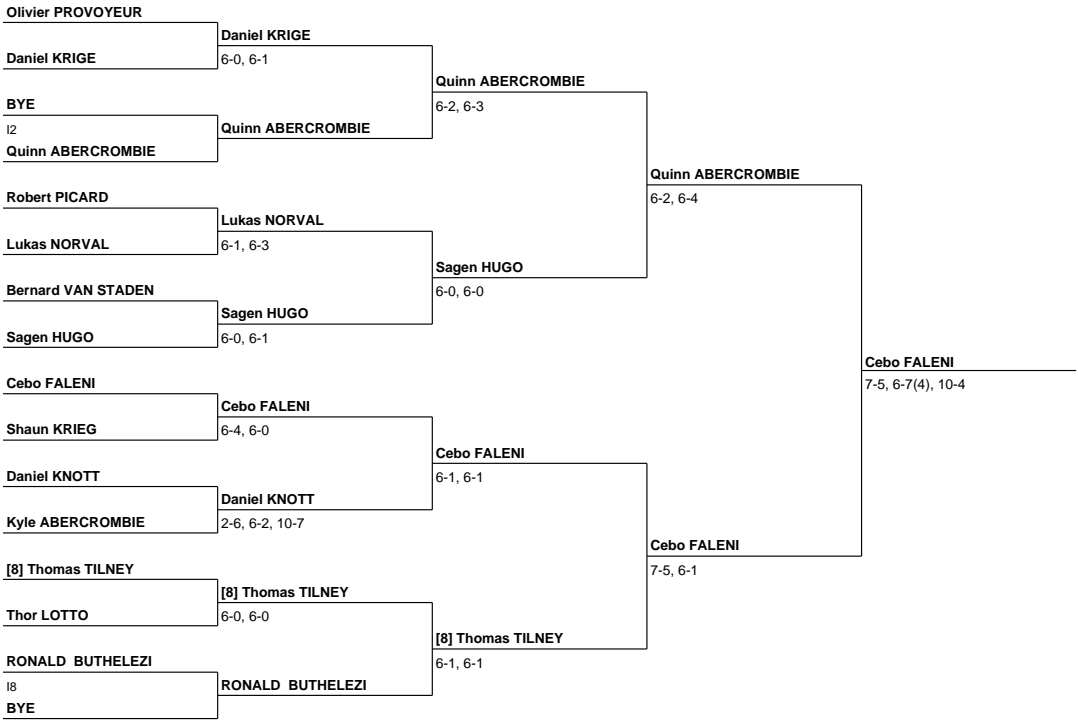 Olivier PROVOYEUR
Daniel KRIGE
Daniel KRIGE
6-0, 6-1
Quinn ABERCROMBIE
6-2, 6-3
BYE
I2
Quinn ABERCROMBIE
Quinn ABERCROMBIE
Quinn ABERCROMBIE
6-2, 6-4
Robert PICARD
Lukas NORVAL
Lukas NORVAL
6-1, 6-3
Sagen HUGO
6-0, 6-0
Bernard VAN STADEN
Sagen HUGO
Sagen HUGO
6-0, 6-1
Cebo FALENI
7-5, 6-7(4), 10-4
Cebo FALENI
Cebo FALENI
Shaun KRIEG
6-4, 6-0
Cebo FALENI
6-1, 6-1
Daniel KNOTT
Daniel KNOTT
Kyle ABERCROMBIE
2-6, 6-2, 10-7
Cebo FALENI
7-5, 6-1
[8] Thomas TILNEY
[8] Thomas TILNEY
Thor LOTTO
6-0, 6-0
[8] Thomas TILNEY
6-1, 6-1
RONALD  BUTHELEZI
I8
RONALD  BUTHELEZI
BYE